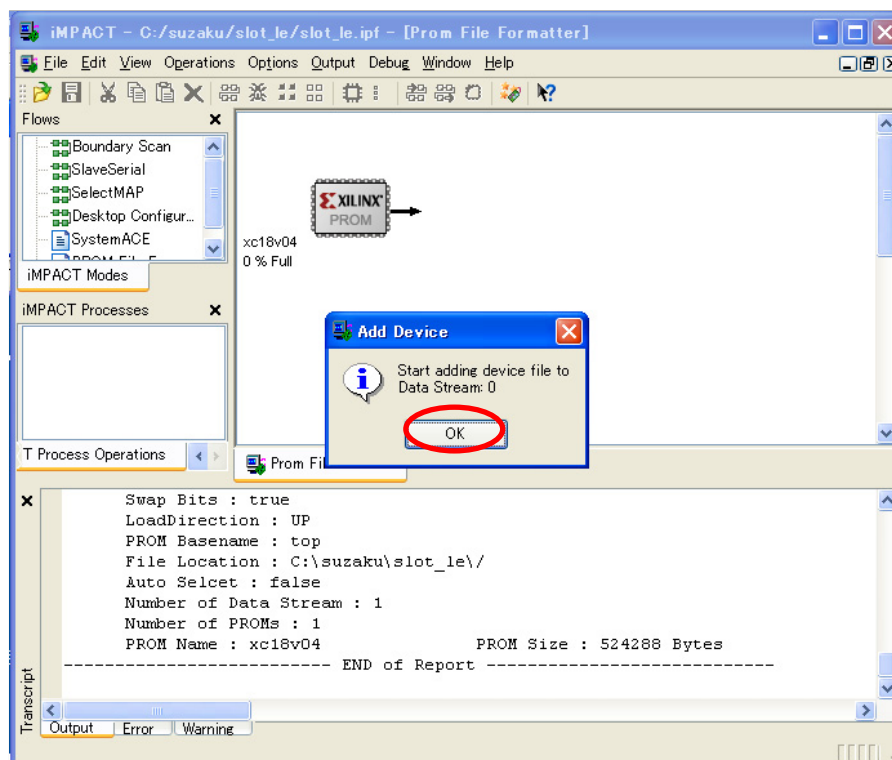 iMPACT - C:/suzaku/slot_le/slot_le.ipf - [Prom File Formatter]
File Edit View Operations Options Output Debug Window Help
Flows
Boundary Scan
SlaveSerial
SelectMAP
Desktop Configur...
SystemACE
iMPACT Modes
XILINX
PROM
xc18v04
0 % Full
iMPACT Processes
Add Device
Start adding device file to
Data Stream: 0
OK
T Process Operations
Prom Fil
Swap Bits : true
LoadDirection : UP
PROM Basename : top
File Location : C:\suzaku\slot_le\/
Auto Selcet : false
Number of Data Stream : 1
Number of PROMs : 1
PROM Name : xc18v04 PROM Size : 524288 Bytes
---------------------------- END of Report ----------------------------
Transcript
Output Error Warning